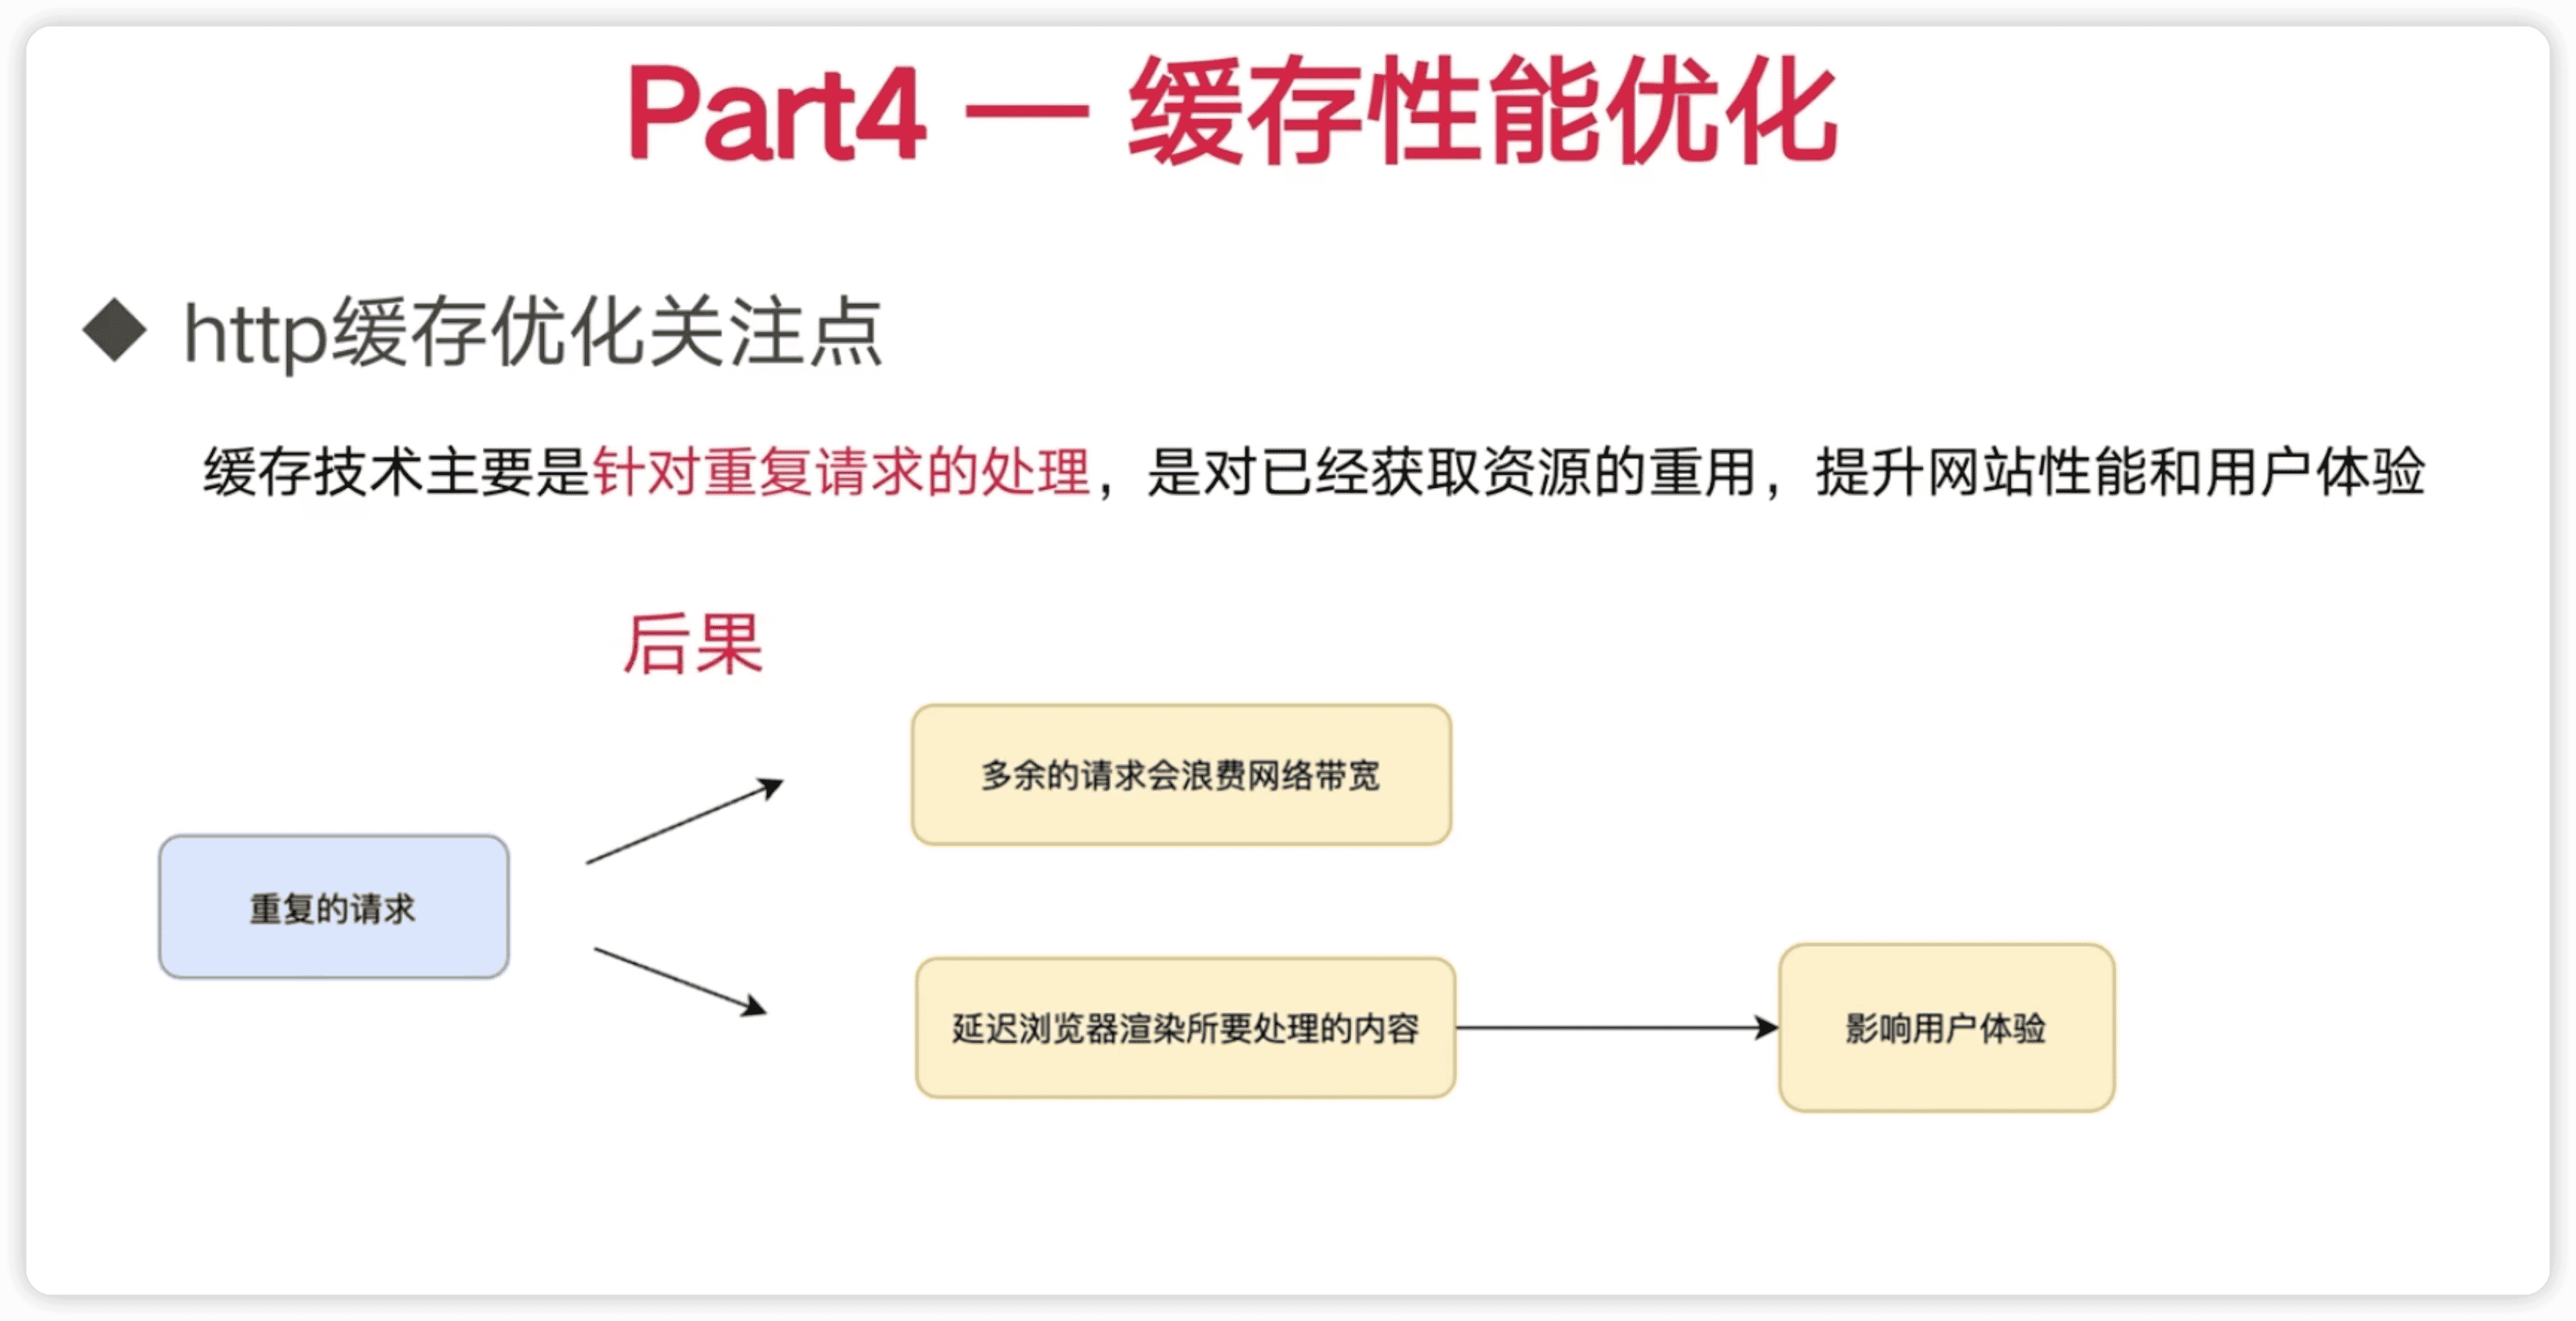 Part4 — 缓存性能优化
http缓存优化关注点
缓存技术主要是针对重复请求的处理，是对已经获取资源的重用，提升网站性能和用户体验
后果
多余的请求会浪费网络带宽
重复的请求
延迟浏览器渲染所要处理的内容
影响用户体验